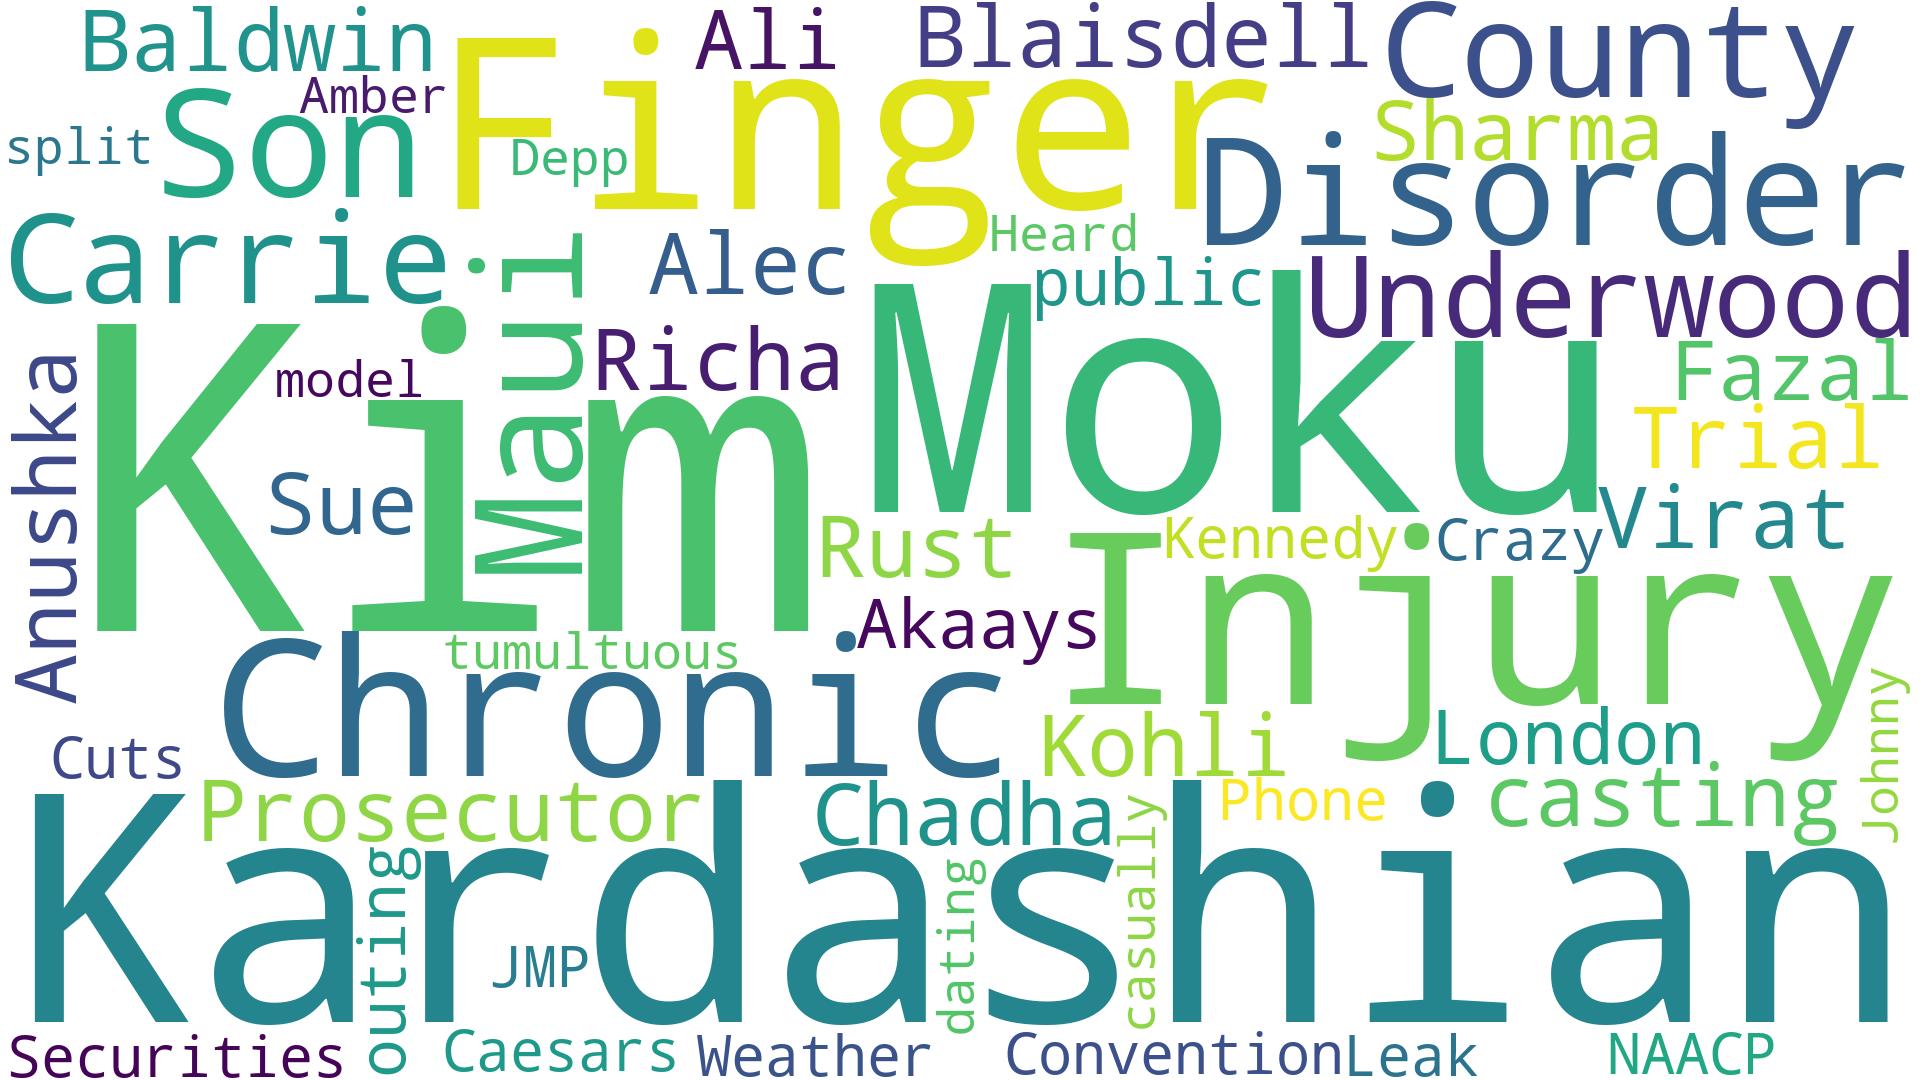 Baldwin
Ali
Blaisdell
County
Amber
Finger
Son
split
Depp
Sharma
Disorder
Carrie
Alec
Heard
public
Underwood
Maui
Richa
Moku
Fazal
Anushka
model
Kim
Trial
Sue
Rust
Kennedy
Crazy
Virat
Akaays
Injury
tumultuous
Chronic
Kohli
London
Johnny
Cuts
Prosecutor
Chadha
Phone
casting
Kardashian
outing
JMP
dating
casually
Securities
Caesars
Weather
Convention
Leak
NAACP